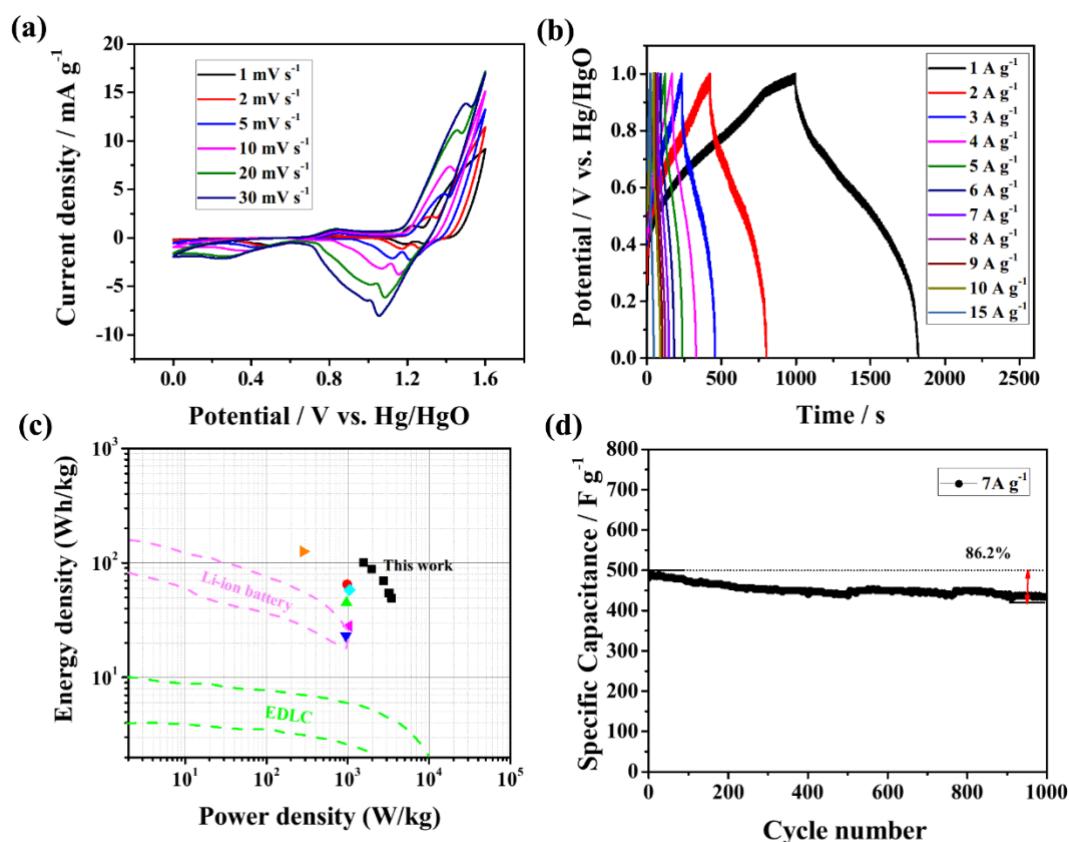 (a)
Current density / mA g⁻¹
20
15
10
5
0
-5
-10
1 mV s⁻¹
2 mV s⁻¹
5 mV s⁻¹
10 mV s⁻¹
20 mV s⁻¹
30 mV s⁻¹
0.0 0.4 0.8 1.2 1.6
Potential / V vs. Hg/HgO
(b)
Potential / V vs. Hg/HgO
1.0
0.8
0.6
0.4
0.2
0.0
1 A g⁻¹
2 A g⁻¹
3 A g⁻¹
4 A g⁻¹
5 A g⁻¹
6 A g⁻¹
7 A g⁻¹
8 A g⁻¹
9 A g⁻¹
10 A g⁻¹
15 A g⁻¹
0 500 1000 1500 2000 2500
Time / s
(c)
Energy density (Wh/kg)
10³
10²
10¹
This work
Li-ion battery
EDLC
10¹ 10² 10³ 10⁴ 10⁵
Power density (W/kg)
(d)
Specific Capacitance / F g⁻¹
800
700
600
500
400
300
200
100
0
7A g⁻¹
86.2%
0 200 400 600 800 1000
Cycle number